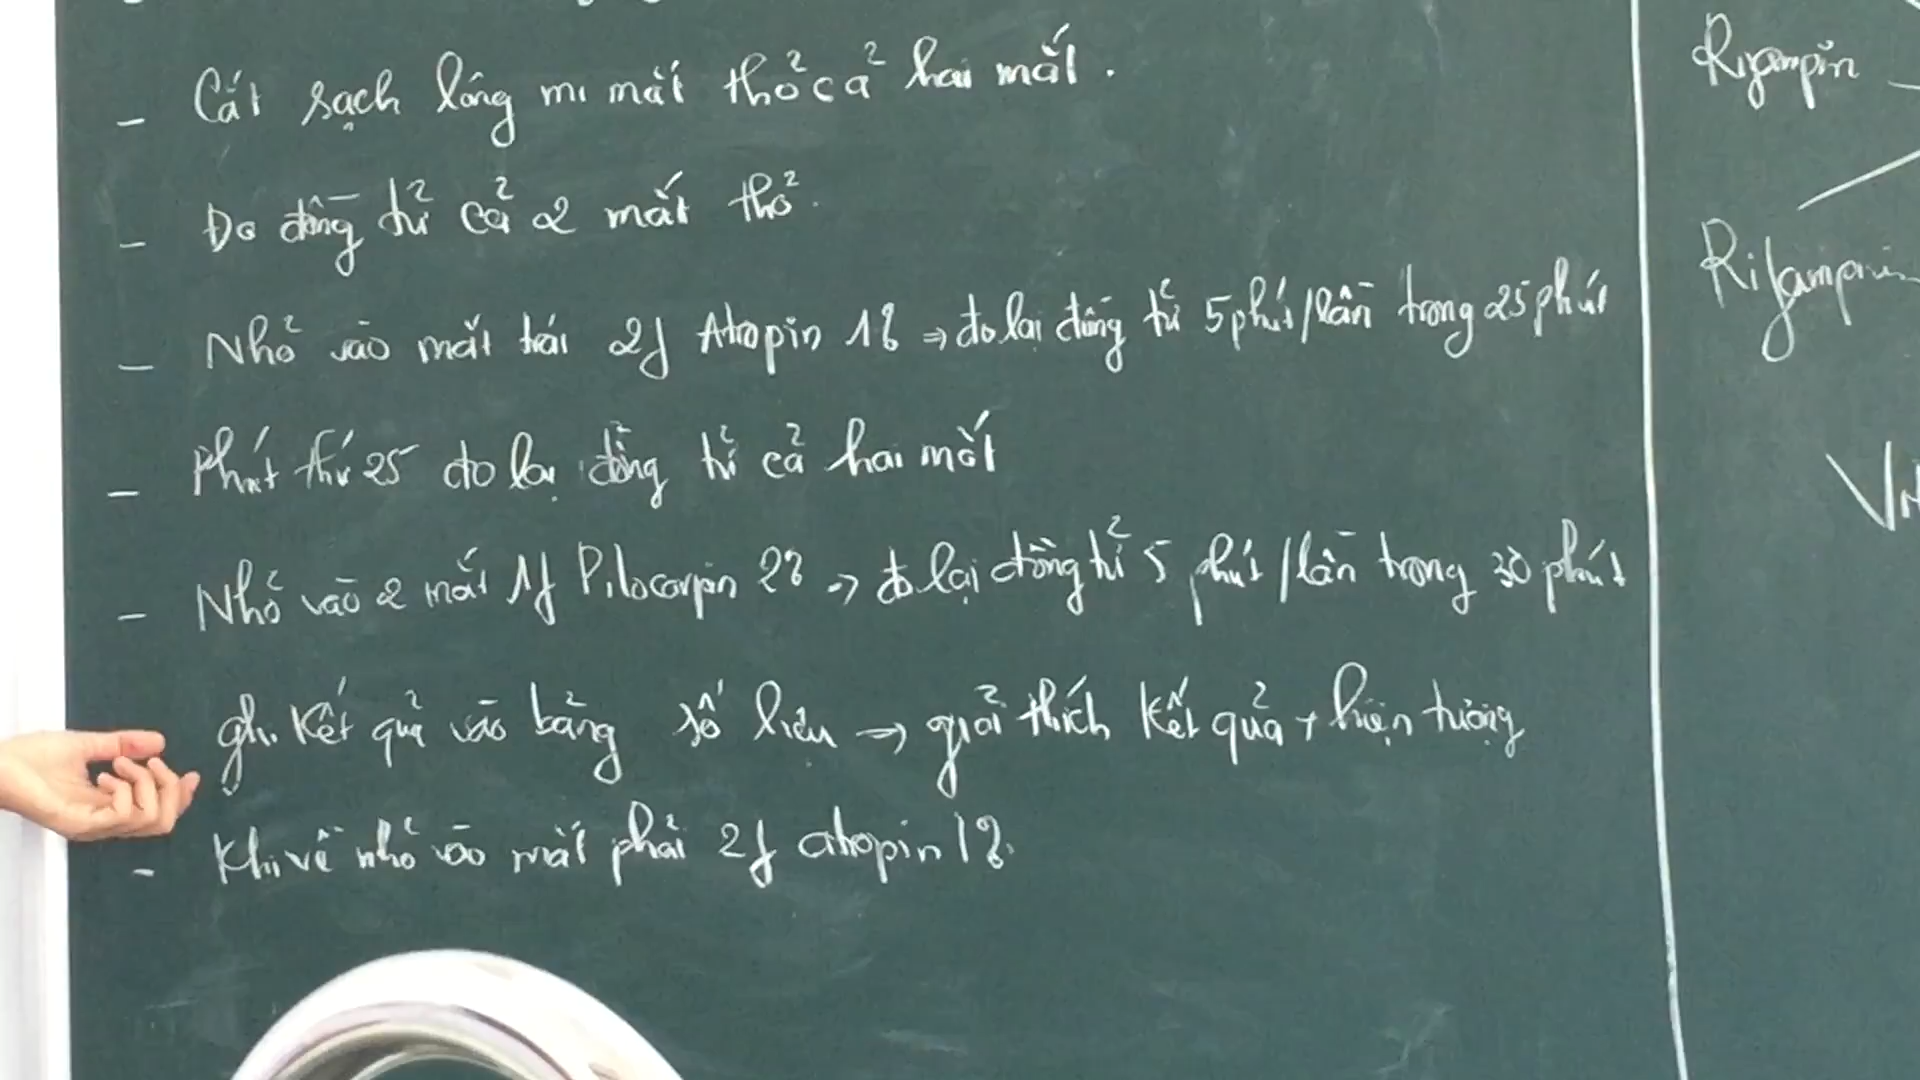 - Cắt sạch lông mi mắt thỏ cả hai mắt.
- Đo đồng tử cả 2 mắt thỏ.
- Nhỏ vào mắt trái 2g Atropin 1% → đo lại đồng tử 5 phút/lần trong 25 phút
- Phút thứ 25 đo lại đồng tử cả hai mắt
- Nhỏ vào 2 mắt 1g Pilocarpin 2% → đo lại đồng tử 5 phút/lần trong 30 phút
ghi kết quả vào bảng số liệu → giải thích kết quả + hiện tượng
- Khi về nhỏ vào mắt phải 2g atropin 1%.
Rifampin